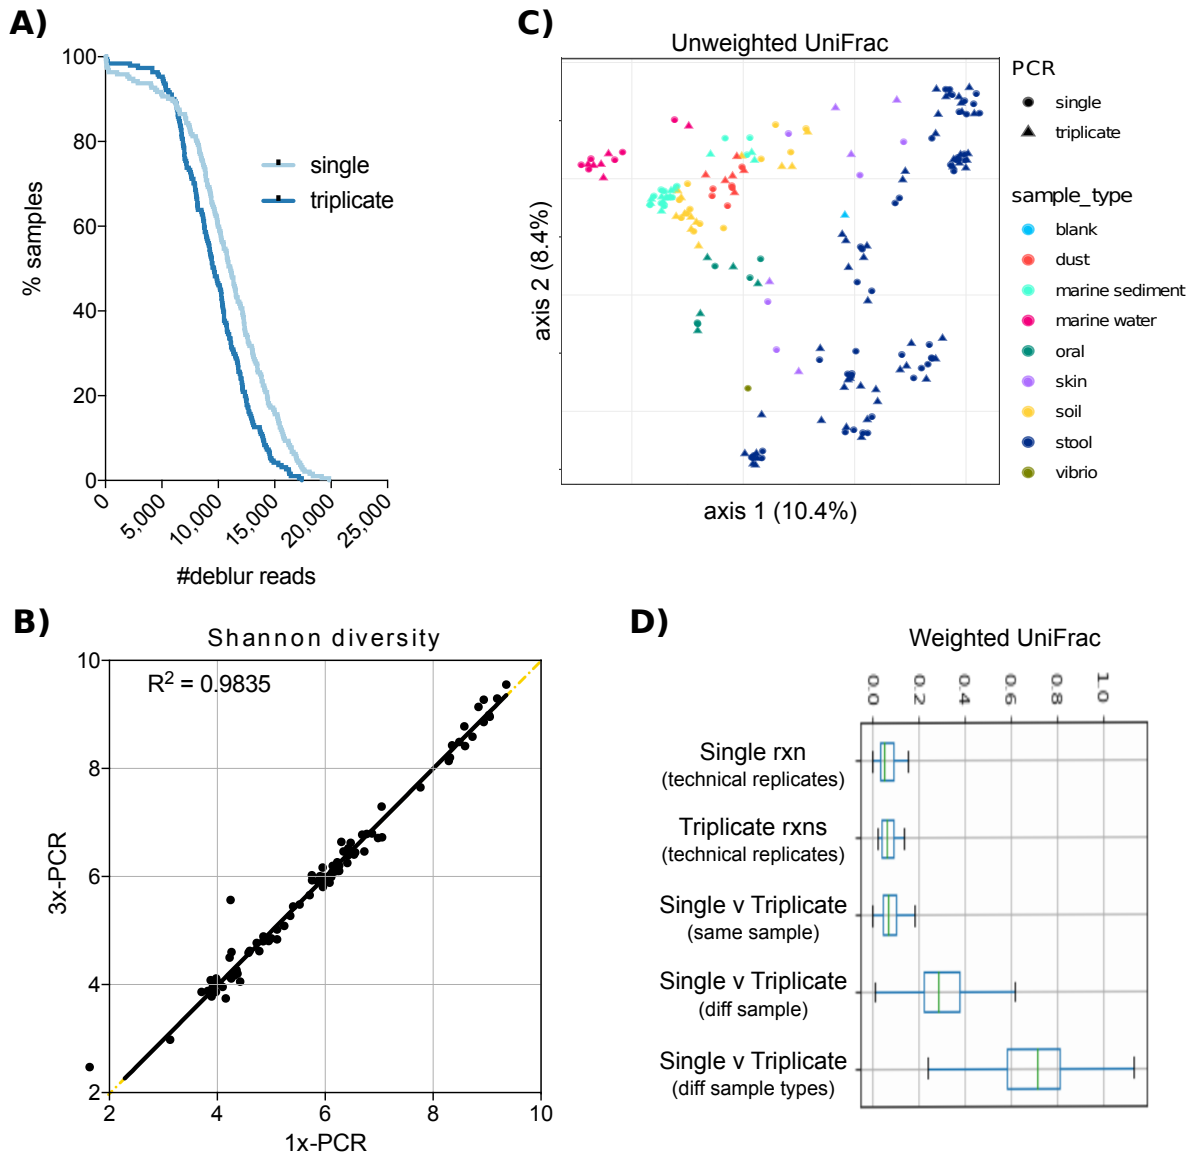 A)
100
80
60
40
20
0
% samples
single
triplicate
0
5,000
10,000
15,000
20,000
25,000
#deblur reads
C)
Unweighted UniFrac
axis 2 (8.4%)
axis 1 (10.4%)
PCR
single
triplicate
sample_type
blank
dust
marine sediment
marine water
oral
skin
soil
stool
vibrio
B)
Shannon diversity
R² = 0.9835
10
8
6
4
2
3x-PCR
2
4
6
8
10
1x-PCR
D)
Weighted UniFrac
0.0
0.2
0.4
0.6
0.8
1.0
Single rxn
(technical replicates)
Triplicate rxns
(technical replicates)
Single v Triplicate
(same sample)
Single v Triplicate
(diff sample)
Single v Triplicate
(diff sample types)